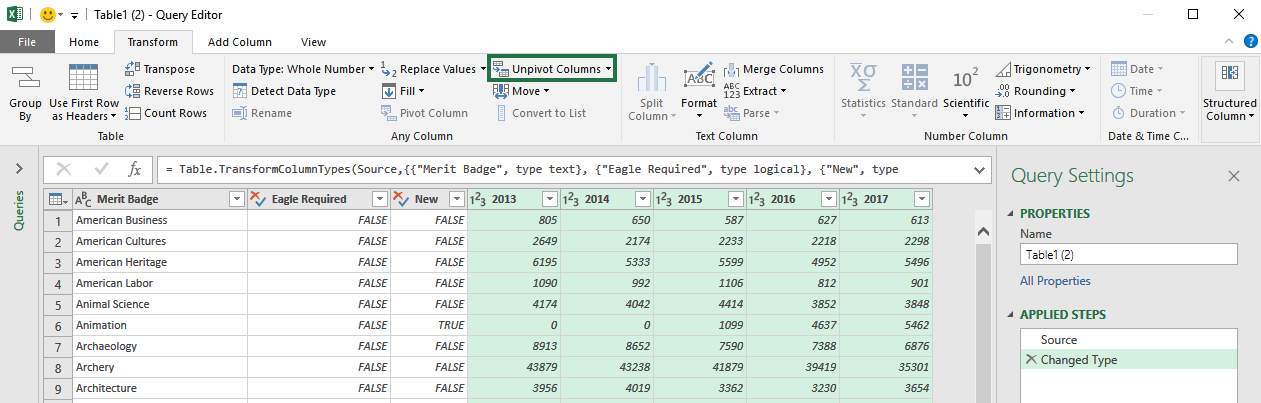 Table1 (2) - Query Editor
File Home Transform Add Column View
Group By
Use First Row as Headers
Transpose
Reverse Rows
Count Rows
Table
Data Type: Whole Number
Detect Data Type
Rename
Replace Values
Fill
Pivot Column
Unpivot Columns
Move
Convert to List
Any Column
Split Column
Format
Merge Columns
Extract
Parse
Text Column
Statistics
Standard
Scientific
Trigonometry
Rounding
Information
Number Column
Date
Time
Duration
Date & Time C...
Structured Column
Queries
= Table.TransformColumnTypes(Source,{{"Merit Badge", type text}, {"Eagle Required", type logical}, {"New", type
Merit Badge Eagle Required New 2013 2014 2015 2016 2017
1 American Business FALSE FALSE 805 650 587 627 613
2 American Cultures FALSE FALSE 2649 2174 2233 2218 2298
3 American Heritage FALSE FALSE 6195 5333 5599 4952 5496
4 American Labor FALSE FALSE 1090 992 1106 812 901
5 Animal Science FALSE FALSE 4174 4042 4414 3852 3848
6 Animation FALSE TRUE 0 0 1099 4637 5462
7 Archaeology FALSE FALSE 8913 8652 7590 7388 6876
8 Archery FALSE FALSE 43879 43238 41879 39419 35301
9 Architecture FALSE FALSE 3956 4019 3362 3230 3654
Query Settings
PROPERTIES
Name
Table1 (2)
All Properties
APPLIED STEPS
Source
Changed Type